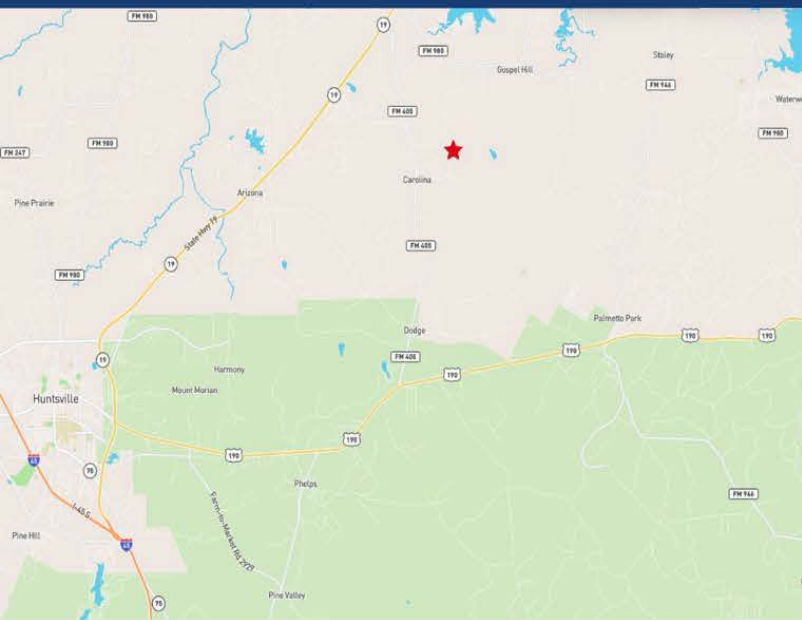 FM 980
19
FM 980
Staley
Gospel Hill
FM 946
19
FM 405
FM 980
FM 980
FM 247
Carolina
Arizona
Pine Prairie
State Hwy 19
FM 405
19
FM 980
Palmetto Park
Dodge
190
190
190
FM 405
19
Harmony
190
Mount Morian
Huntsville
190
190
45
75
Phelps
FM 946
Farm-to-Market Rd 2929
I-45 S
Pine Hill
45
Pine Valley
75